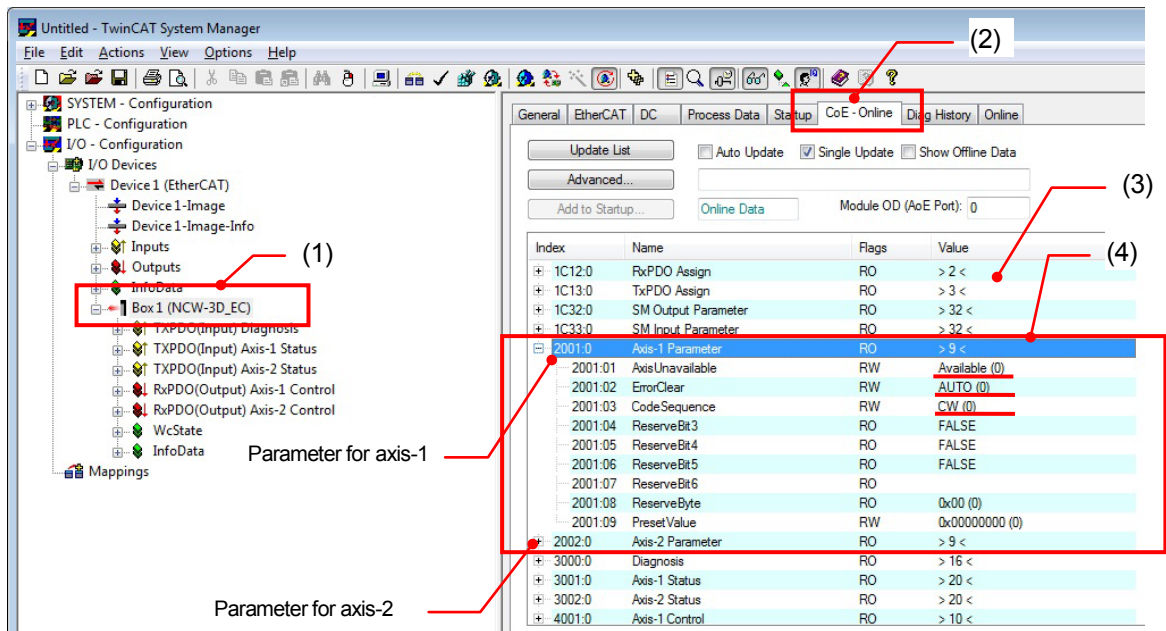 Untitled - TwinCAT System Manager
File Edit Actions View Options Help
(2)
SYSTEM - Configuration
PLC - Configuration
I/O - Configuration
I/O Devices
Device 1 (EtherCAT)
Device 1-Image
Device 1-Image-Info
Inputs
Outputs
InfoData
(1)
Box 1 (NCW-3D_EC)
TXPDO(Input) Diagnosis
TXPDO(Input) Axis-1 Status
TXPDO(Input) Axis-2 Status
RxPDO(Output) Axis-1 Control
RxPDO(Output) Axis-2 Control
WcState
InfoData
Mappings
Parameter for axis-1
Parameter for axis-2
General EtherCAT DC Process Data Startup CoE - Online Diag History Online
Update List Auto Update Single Update Show Offline Data
Advanced...
Add to Startup... Online Data Module OD (AoE Port): 0
(3)
(4)
Index Name Flags Value
1C12:0 RxPDO Assign RO > 2 <
1C13:0 TxPDO Assign RO > 3 <
1C32:0 SM Output Parameter RO > 32 <
1C33:0 SM Input Parameter RO > 32 <
2001:0 Axis-1 Parameter RO > 9 <
2001:01 AxisUnavailable RW Available (0)
2001:02 ErrorClear RW AUTO (0)
2001:03 CodeSequence RW CW (0)
2001:04 ReserveBit3 RO FALSE
2001:05 ReserveBit4 RO FALSE
2001:06 ReserveBit5 RO FALSE
2001:07 ReserveBit6 RO
2001:08 ReserveByte RO 0x00 (0)
2001:09 PresetValue RW 0x00000000 (0)
2002:0 Axis-2 Parameter RO > 9 <
3000:0 Diagnosis RO > 16 <
3001:0 Axis-1 Status RO > 20 <
3002:0 Axis-2 Status RO > 20 <
4001:0 Axis-1 Control RO > 10 <